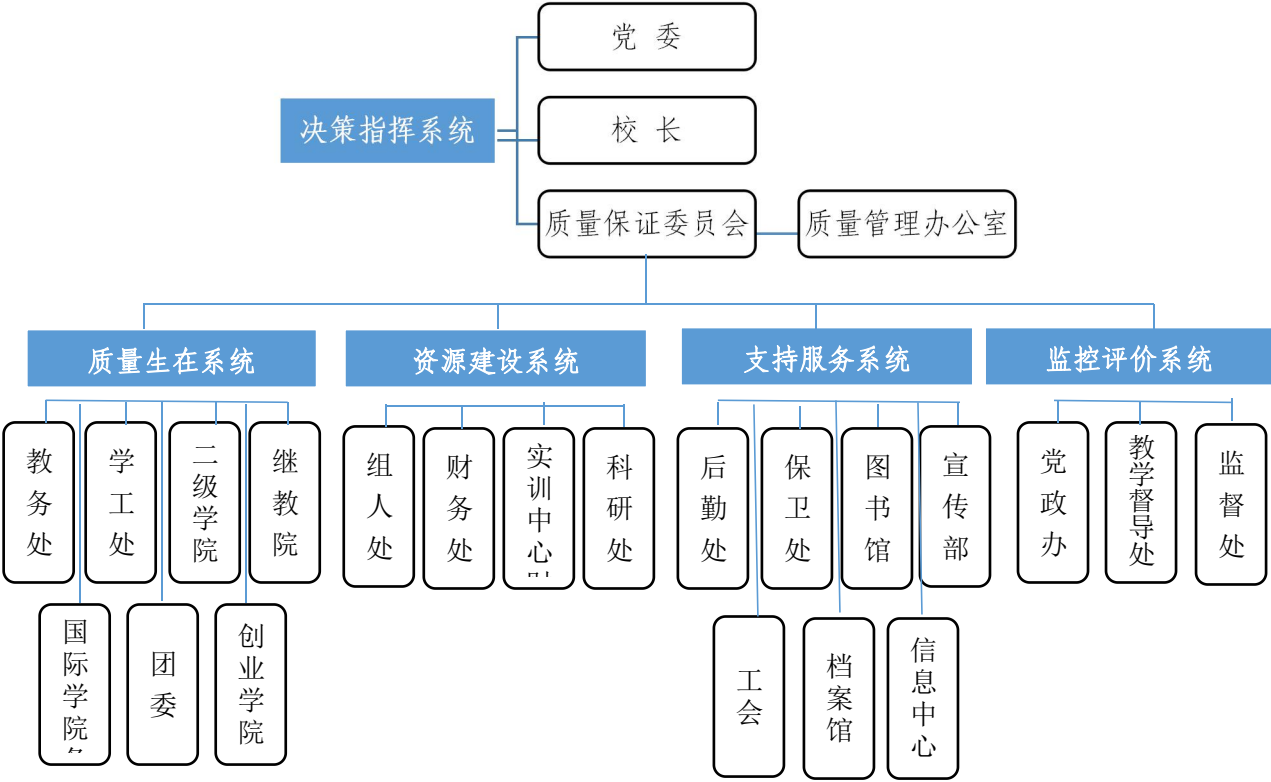 党 委
决策指挥系统
校 长
质量保证委员会
质量管理办公室
质量生在系统
资源建设系统
支持服务系统
监控评价系统
教务处
学工处
二级学院
继教院
组人处
财务处
实训中心
科研处
后勤处
保卫处
图书馆
宣传部
党政办
教学督导处
监督处
国际学院
团委
创业学院
工会
档案馆
信息中心